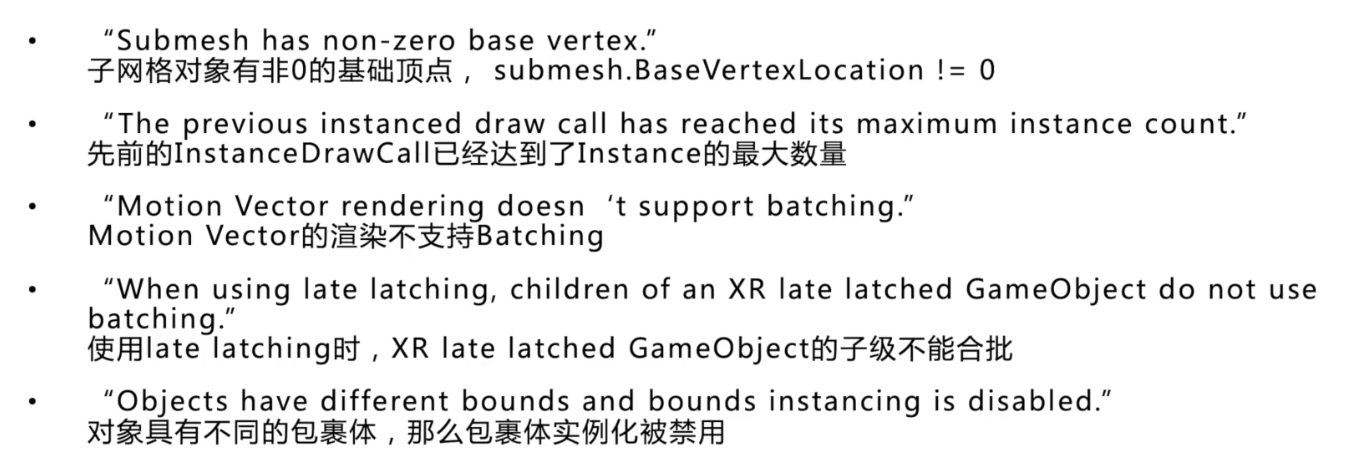 • “Submesh has non-zero base vertex.”
子网格对象有非0的基础顶点， submesh.BaseVertexLocation != 0
• “The previous instanced draw call has reached its maximum instance count.”
先前的InstanceDrawCall已经达到了Instance的最大数量
• “Motion Vector rendering doesn‘t support batching.”
Motion Vector的渲染不支持Batching
• “When using late latching, children of an XR late latched GameObject do not use
batching.”
使用late latching时，XR late latched GameObject的子级不能合批
• “Objects have different bounds and bounds instancing is disabled.”
对象具有不同的包裹体，那么包裹体实例化被禁用